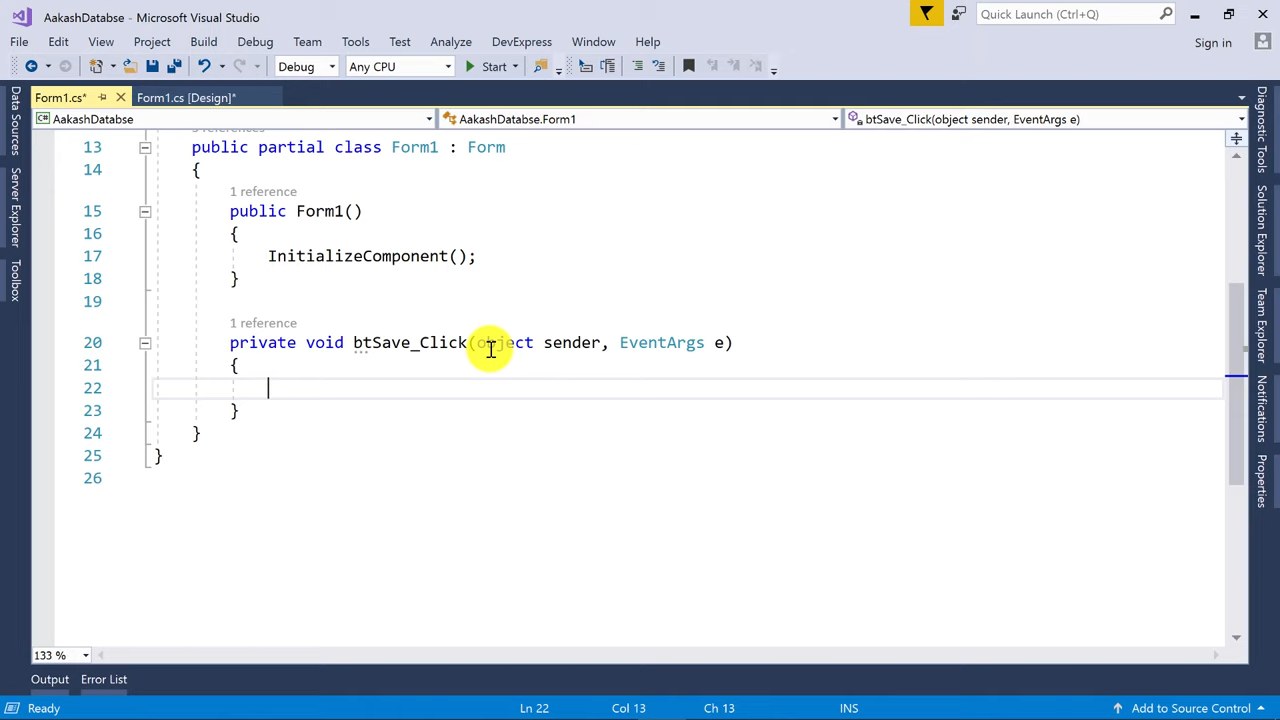 AakashDatabse - Microsoft Visual Studio
Quick Launch (Ctrl+Q)
File Edit View Project Build Debug Team Tools Test Analyze DevExpress Window Help
Sign in
Debug Any CPU Start
Form1.cs* Form1.cs [Design]*
AakashDatabse AakashDatabse.Form1 btSave_Click(object sender, EventArgs e)
13 public partial class Form1 : Form
14 {
1 reference
15 public Form1()
16 {
17 InitializeComponent();
18 }
19
1 reference
20 private void btSave_Click(object sender, EventArgs e)
21 {
22
23 }
24 }
25 }
26
133 %
Output Error List
Ready Ln 22 Col 13 Ch 13 INS Add to Source Control
Data Sources
Server Explorer
Toolbox
Diagnostic Tools
Solution Explorer
Team Explorer
Notifications
Properties